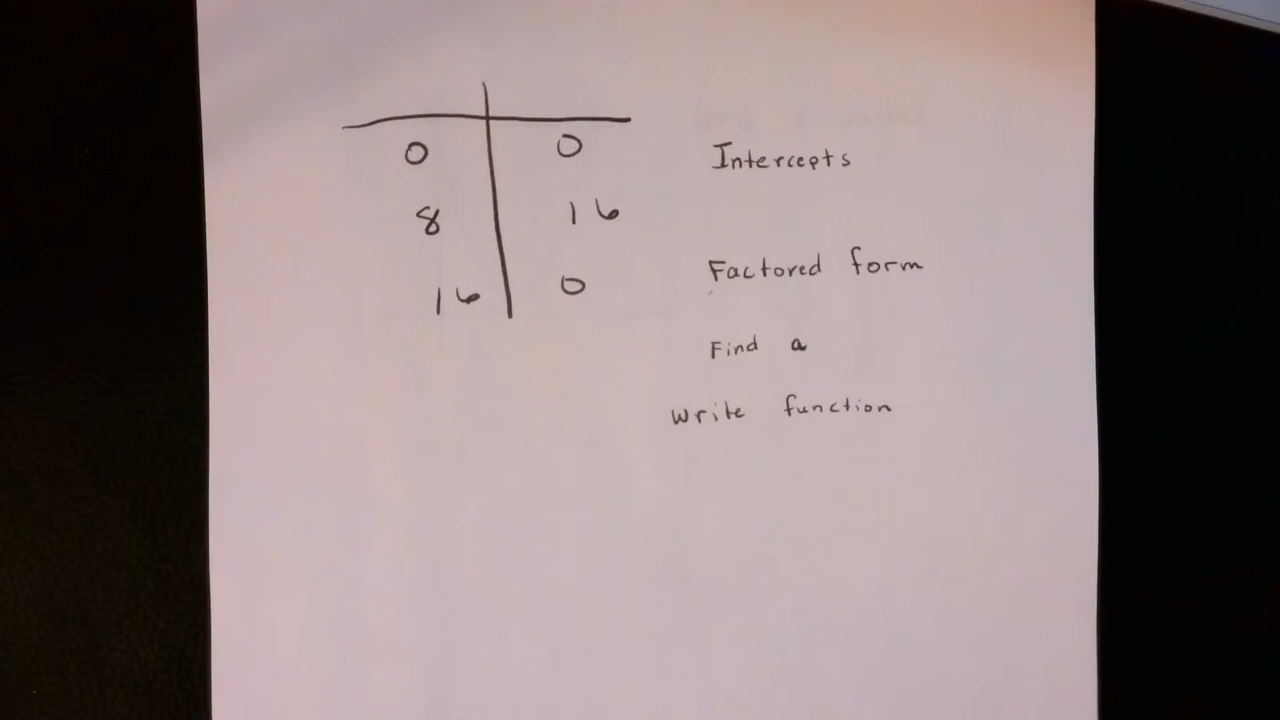 0 0
8 16
16 0
Intercepts
Factored form
Find a
Write function